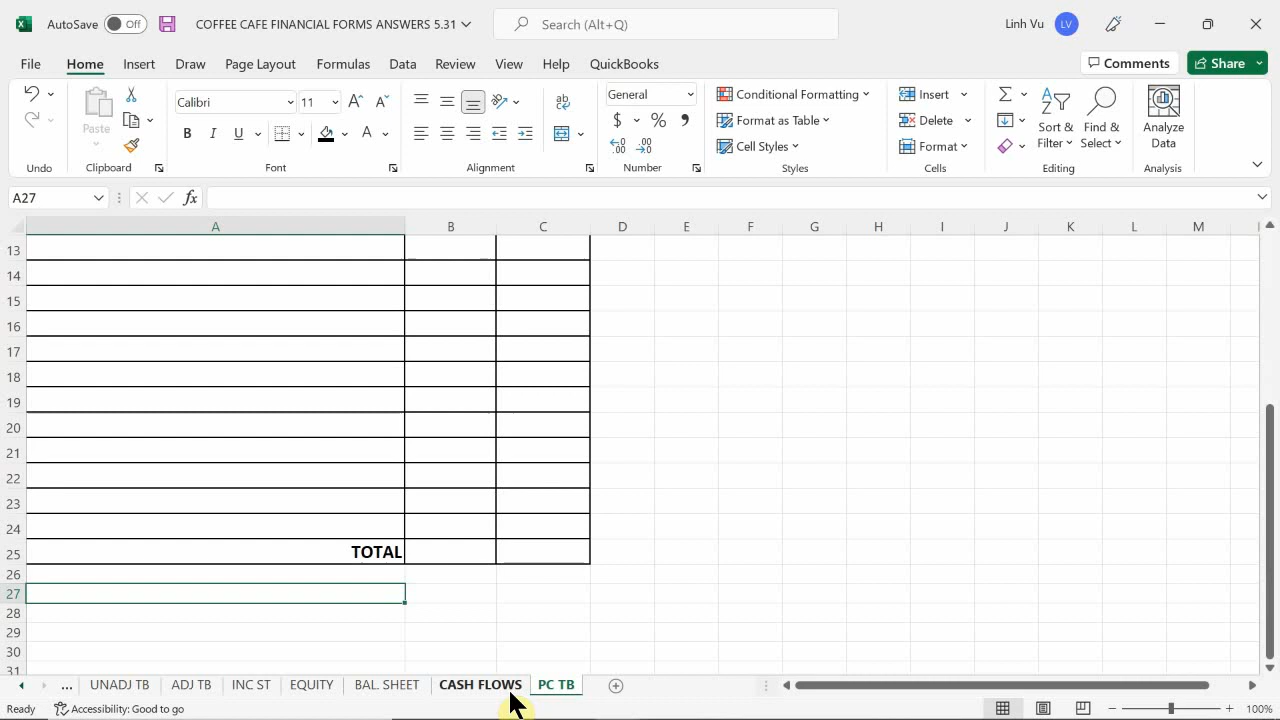 AutoSave Off COFFEE CAFE FINANCIAL FORMS ANSWERS 5.31 Search (Alt+Q) Linh Vu LV
File Home Insert Draw Page Layout Formulas Data Review View Help QuickBooks Comments Share
Paste
Calibri 11
General
$ % 9
Conditional Formatting
Format as Table
Cell Styles
Insert
Delete
Format
Sort & Filter
Find & Select
Analyze Data
Undo Clipboard Font Alignment Number Styles Cells Editing Analysis
A27 fx
A B C D E F G H I J K L M
13
14
15
16
17
18
19
20
21
22
23
24
25 TOTAL
26
27
28
29
30
31
... UNADJ TB ADJ TB INC ST EQUITY BAL. SHEET CASH FLOWS PC TB
Ready Accessibility: Good to go 100%